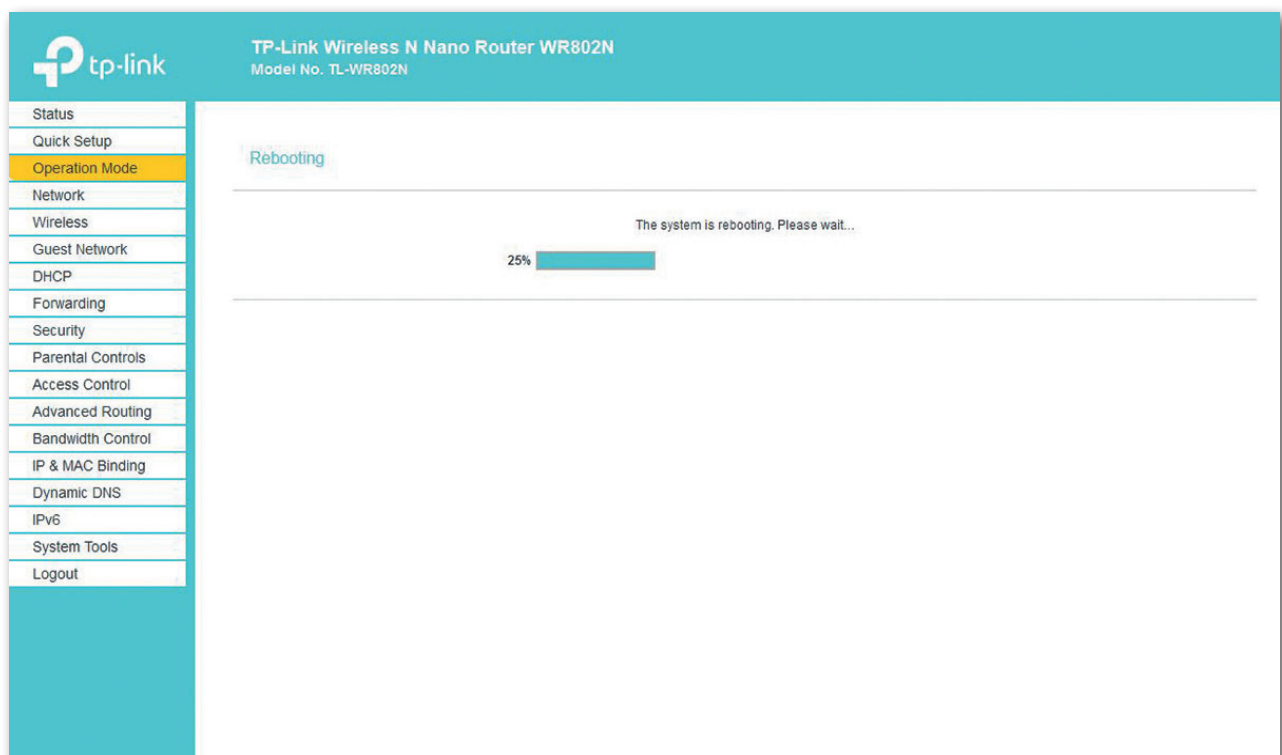 tp-link
TP-Link Wireless N Nano Router WR802N
Model No. TL-WR802N
Status
Quick Setup
Operation Mode
Network
Wireless
Guest Network
DHCP
Forwarding
Security
Parental Controls
Access Control
Advanced Routing
Bandwidth Control
IP & MAC Binding
Dynamic DNS
IPv6
System Tools
Logout
Rebooting
The system is rebooting. Please wait...
25%